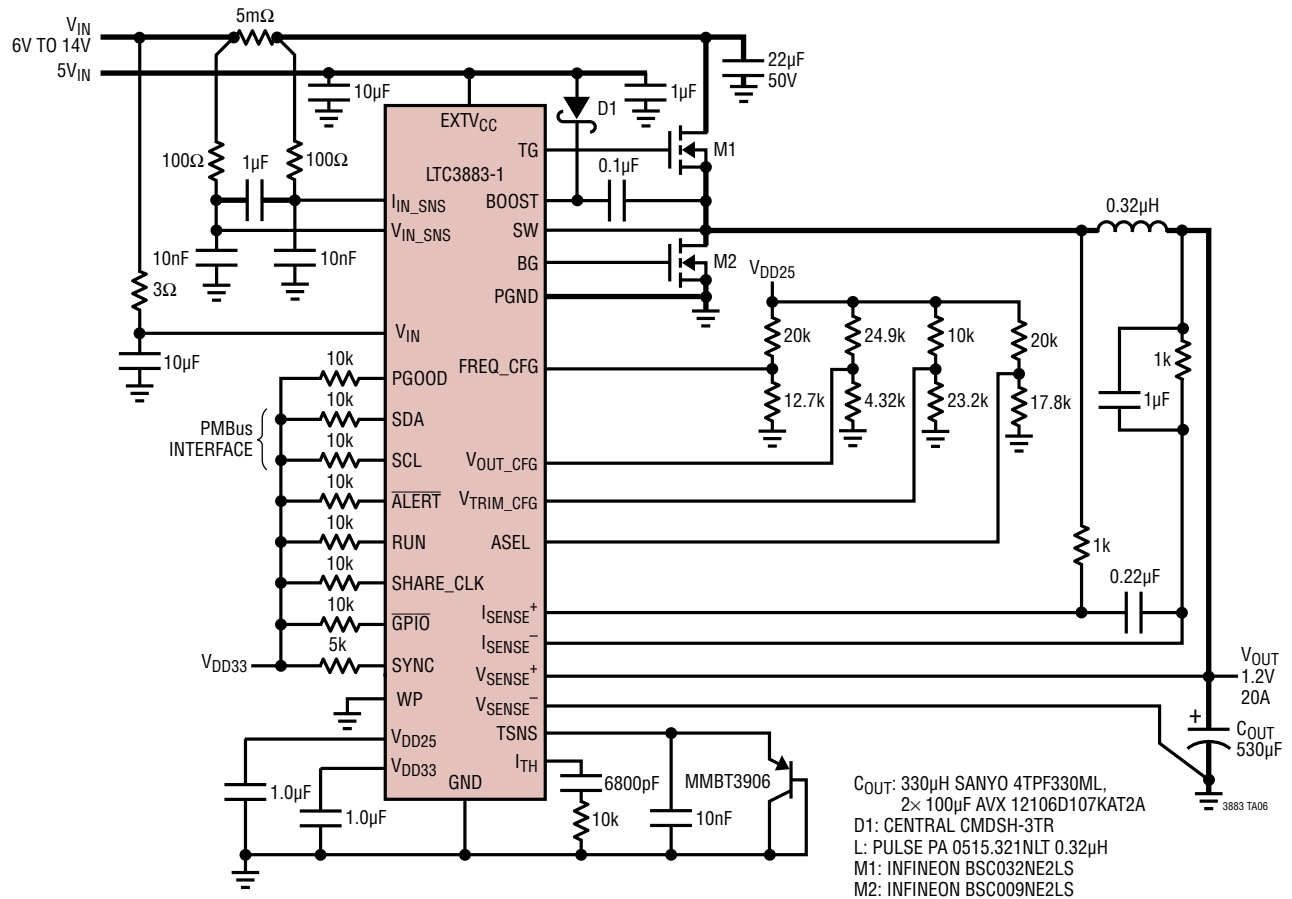 VIN
6V TO 14V
5mΩ
5VIN
10µF
D1
1µF
22µF
50V
100Ω
1µF
100Ω
10nF
10nF
3Ω
10µF
EXTVCC
LTC3883-1
IIN_SNS
VIN_SNS
VIN
PGOOD
SDA
SCL
ALERT
RUN
SHARE_CLK
GPIO
SYNC
WP
VDD25
VDD33
GND
TG
BOOST
SW
BG
PGND
FREQ_CFG
VOUT_CFG
VTRIM_CFG
ASEL
ISENSE+
ISENSE–
VSENSE+
VSENSE–
TSNS
ITH
10k
10k
10k
10k
10k
10k
10k
5k
PMBus
INTERFACE
VDD33
1.0µF
1.0µF
0.1µF
M1
M2
VDD25
20k
24.9k
10k
20k
12.7k
4.32k
23.2k
17.8k
0.32µH
1k
1µF
1k
0.22µF
VOUT
1.2V
20A
+
COUT
530µF
6800pF
10k
10nF
MMBT3906
COUT: 330µH SANYO 4TPF330ML,
2× 100µF AVX 12106D107KAT2A
D1: CENTRAL CMDSH-3TR
L: PULSE PA 0515.321NLT 0.32µH
M1: INFINEON BSC032NE2LS
M2: INFINEON BSC009NE2LS
3883 TA06